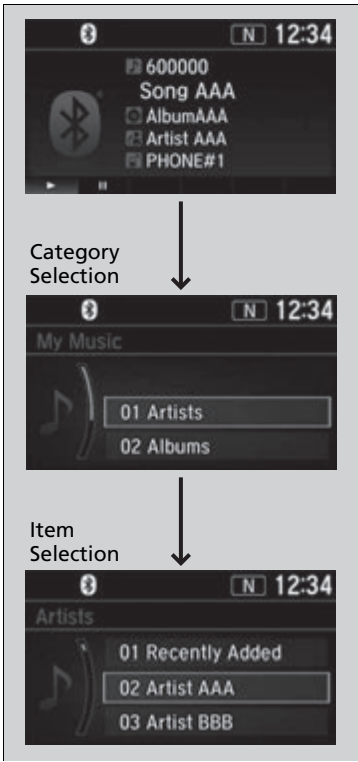 N 12:34
600000
Song AAA
AlbumAAA
Artist AAA
PHONE#1
Category
Selection
N 12:34
My Music
01 Artists
02 Albums
Item
Selection
N 12:34
Artists
01 Recently Added
02 Artist AAA
03 Artist BBB